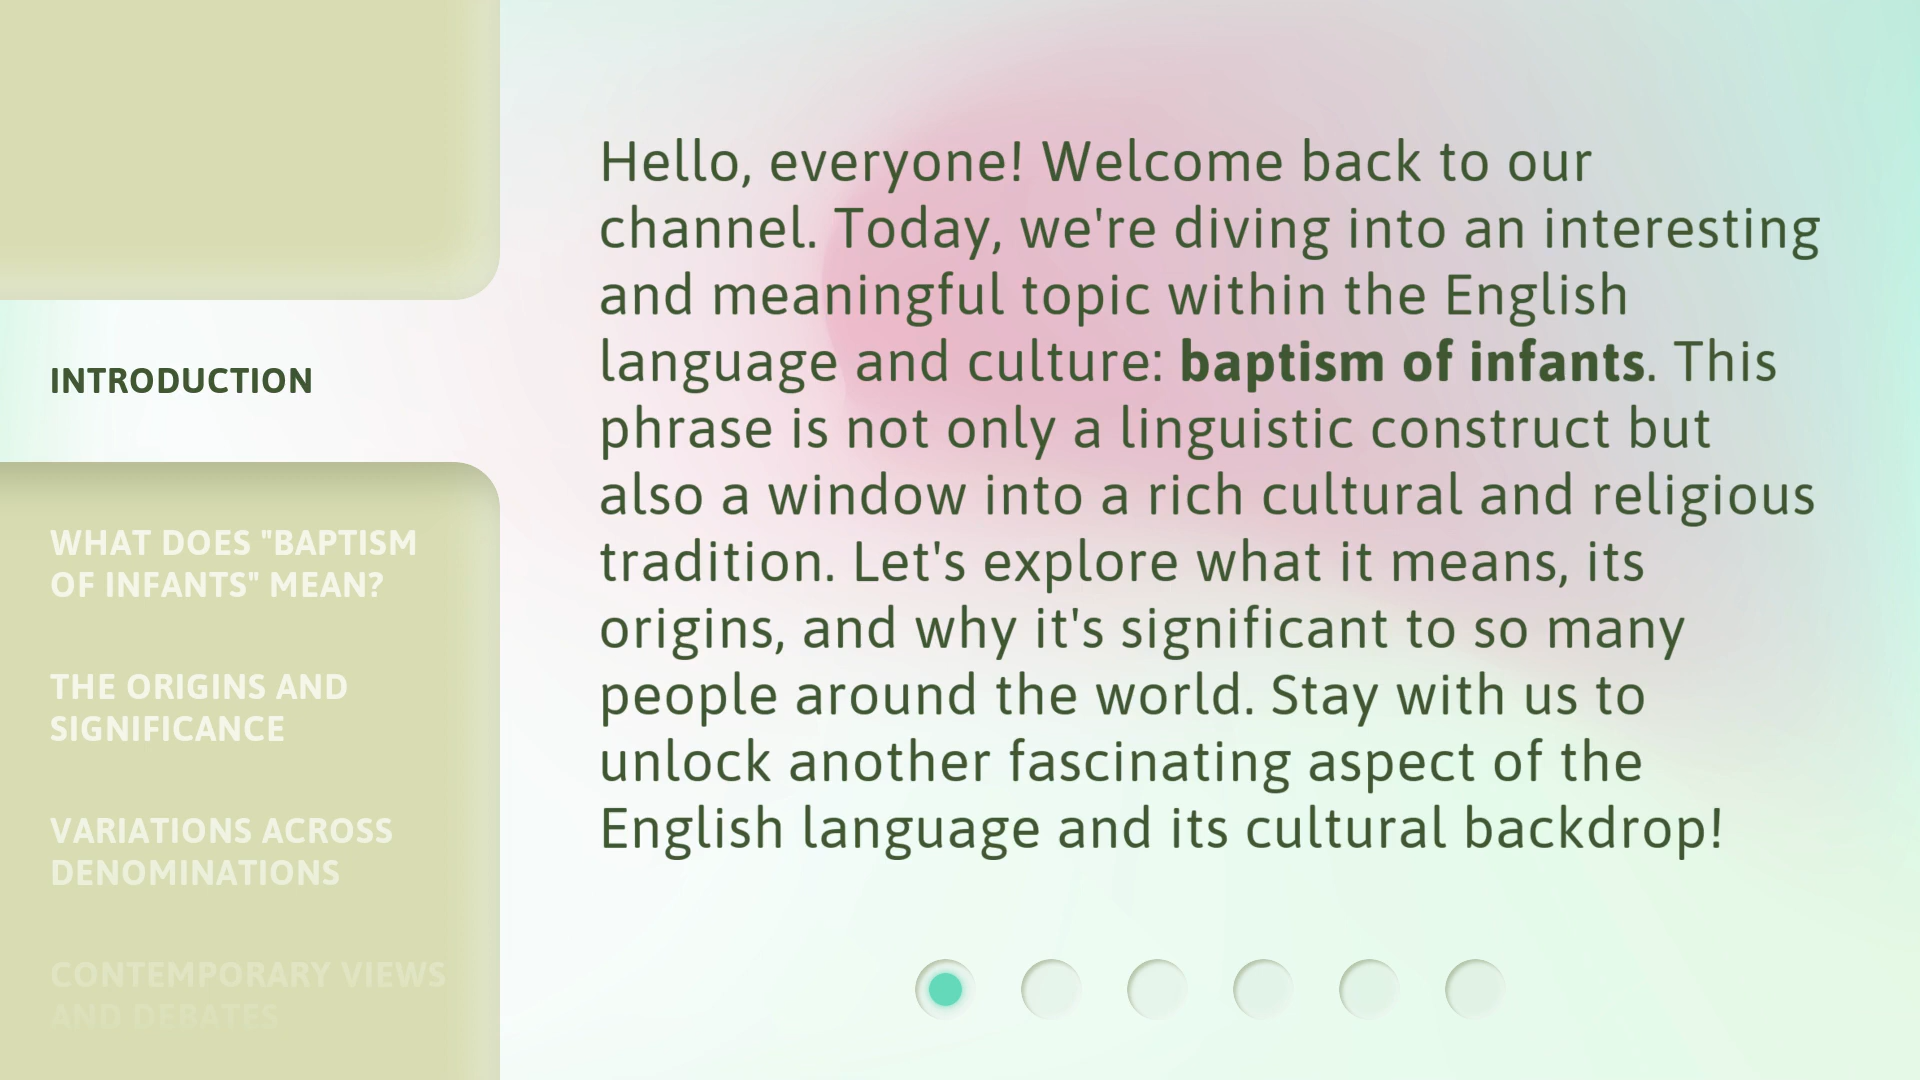 INTRODUCTION
WHAT DOES "BAPTISM
OF INFANTS" MEAN?
THE ORIGINS AND
SIGNIFICANCE
VARIATIONS ACROSS
DENOMINATIONS
CONTEMPORARY VIEWS
AND DEBATES
Hello, everyone! Welcome back to our
channel. Today, we're diving into an interesting
and meaningful topic within the English
language and culture: baptism of infants. This
phrase is not only a linguistic construct but
also a window into a rich cultural and religious
tradition. Let's explore what it means, its
origins, and why it's significant to so many
people around the world. Stay with us to
unlock another fascinating aspect of the
English language and its cultural backdrop!